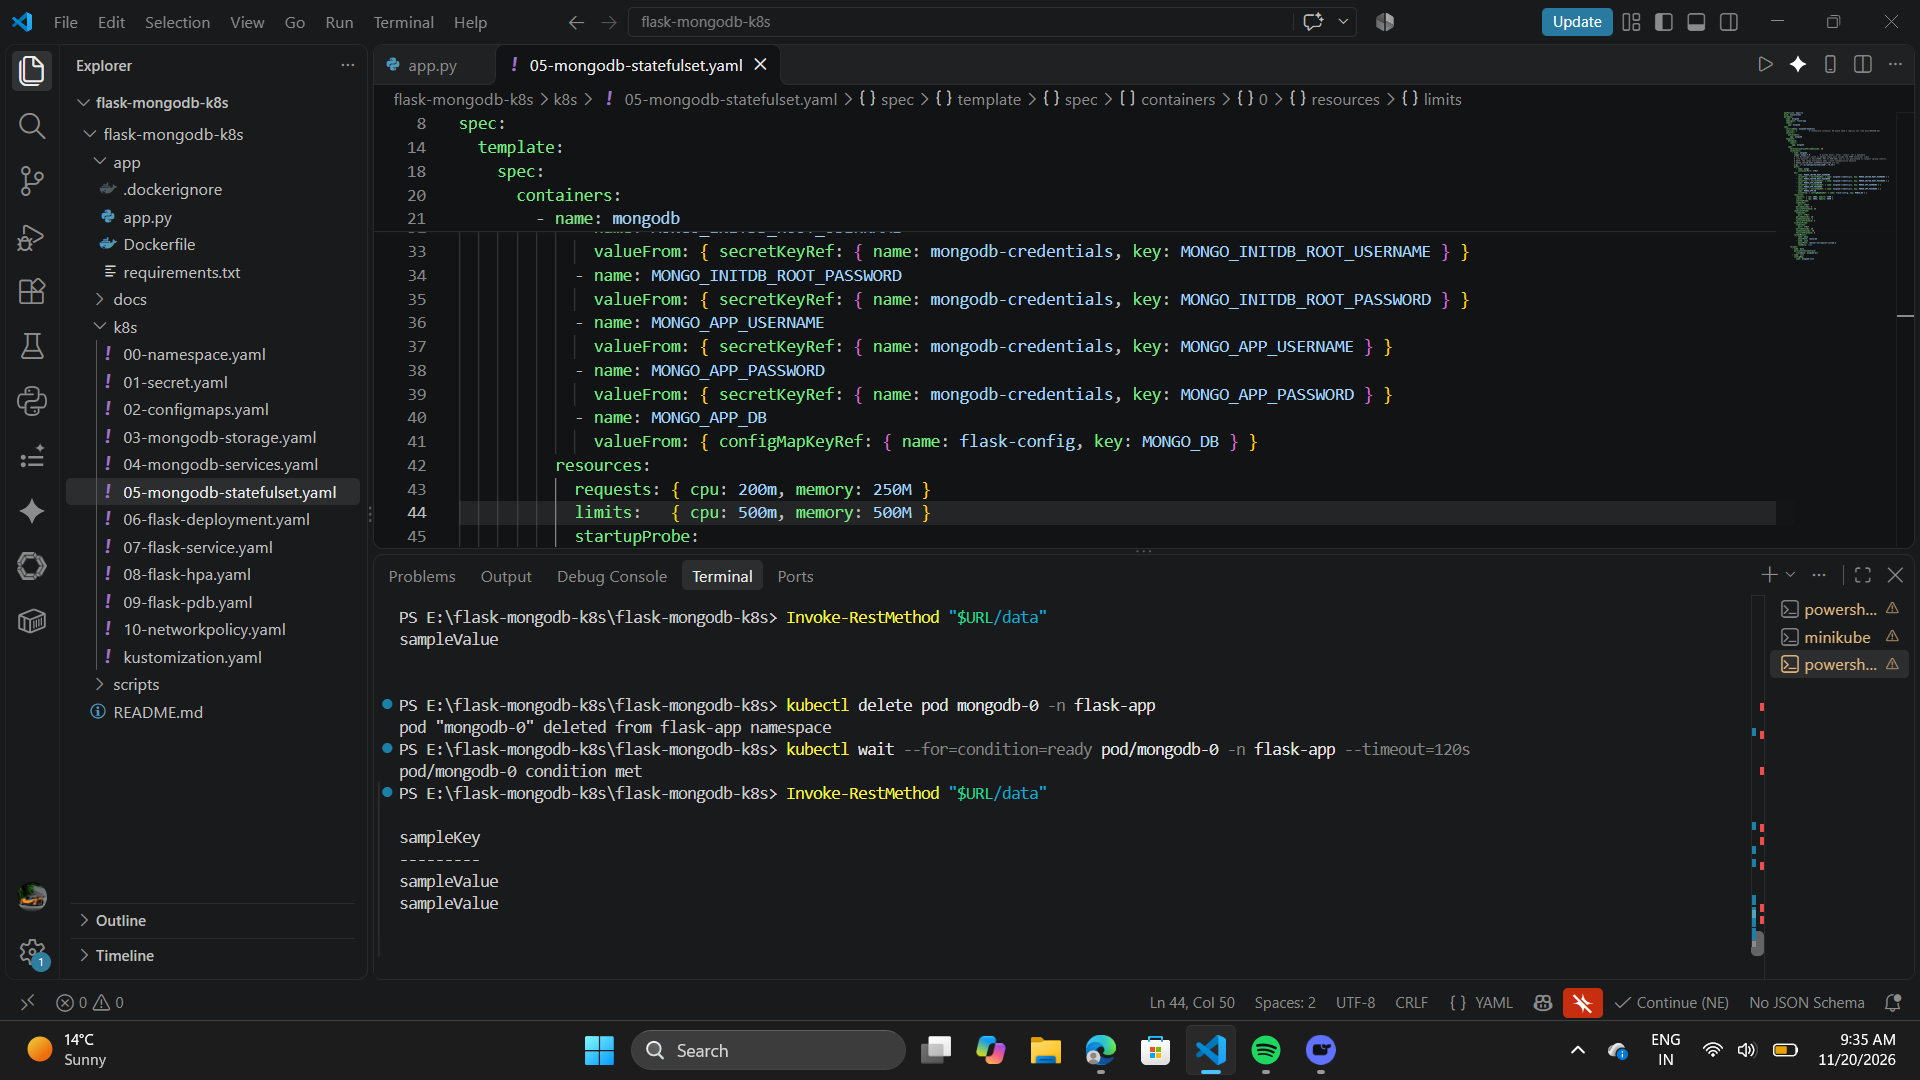 File Edit Selection View Go Run Terminal Help
flask-mongodb-k8s
Update
Explorer
flask-mongodb-k8s
flask-mongodb-k8s
app
.dockerignore
app.py
Dockerfile
requirements.txt
docs
k8s
00-namespace.yaml
01-secret.yaml
02-configmaps.yaml
03-mongodb-storage.yaml
04-mongodb-services.yaml
05-mongodb-statefulset.yaml
06-flask-deployment.yaml
07-flask-service.yaml
08-flask-hpa.yaml
09-flask-pdb.yaml
10-networkpolicy.yaml
kustomization.yaml
scripts
README.md
Outline
Timeline
app.py
05-mongodb-statefulset.yaml
flask-mongodb-k8s > k8s > ! 05-mongodb-statefulset.yaml > {} spec > {} template > {} spec > [] containers > {} 0 > {} resources > {} limits
8 spec:
14 template:
18 spec:
20 containers:
21 - name: mongodb
33 valueFrom: { secretKeyRef: { name: mongodb-credentials, key: MONGO_INITDB_ROOT_USERNAME } }
34 - name: MONGO_INITDB_ROOT_PASSWORD
35 valueFrom: { secretKeyRef: { name: mongodb-credentials, key: MONGO_INITDB_ROOT_PASSWORD } }
36 - name: MONGO_APP_USERNAME
37 valueFrom: { secretKeyRef: { name: mongodb-credentials, key: MONGO_APP_USERNAME } }
38 - name: MONGO_APP_PASSWORD
39 valueFrom: { secretKeyRef: { name: mongodb-credentials, key: MONGO_APP_PASSWORD } }
40 - name: MONGO_APP_DB
41 valueFrom: { configMapKeyRef: { name: flask-config, key: MONGO_DB } }
42 resources:
43 requests: { cpu: 200m, memory: 250M }
44 limits: { cpu: 500m, memory: 500M }
45 startupProbe:
Problems Output Debug Console Terminal Ports
PS E:\flask-mongodb-k8s\flask-mongodb-k8s> Invoke-RestMethod "$URL/data"
sampleValue
PS E:\flask-mongodb-k8s\flask-mongodb-k8s> kubectl delete pod mongodb-0 -n flask-app
pod "mongodb-0" deleted from flask-app namespace
PS E:\flask-mongodb-k8s\flask-mongodb-k8s> kubectl wait --for=condition=ready pod/mongodb-0 -n flask-app --timeout=120s
pod/mongodb-0 condition met
PS E:\flask-mongodb-k8s\flask-mongodb-k8s> Invoke-RestMethod "$URL/data"
sampleKey
---------
sampleValue
sampleValue
powersh...
minikube
powersh...
1
0 0
Ln 44, Col 50 Spaces: 2 UTF-8 CRLF {} YAML Continue (NE) No JSON Schema
14°C
Sunny
Search
ENG
IN
9:35 AM
11/20/2026